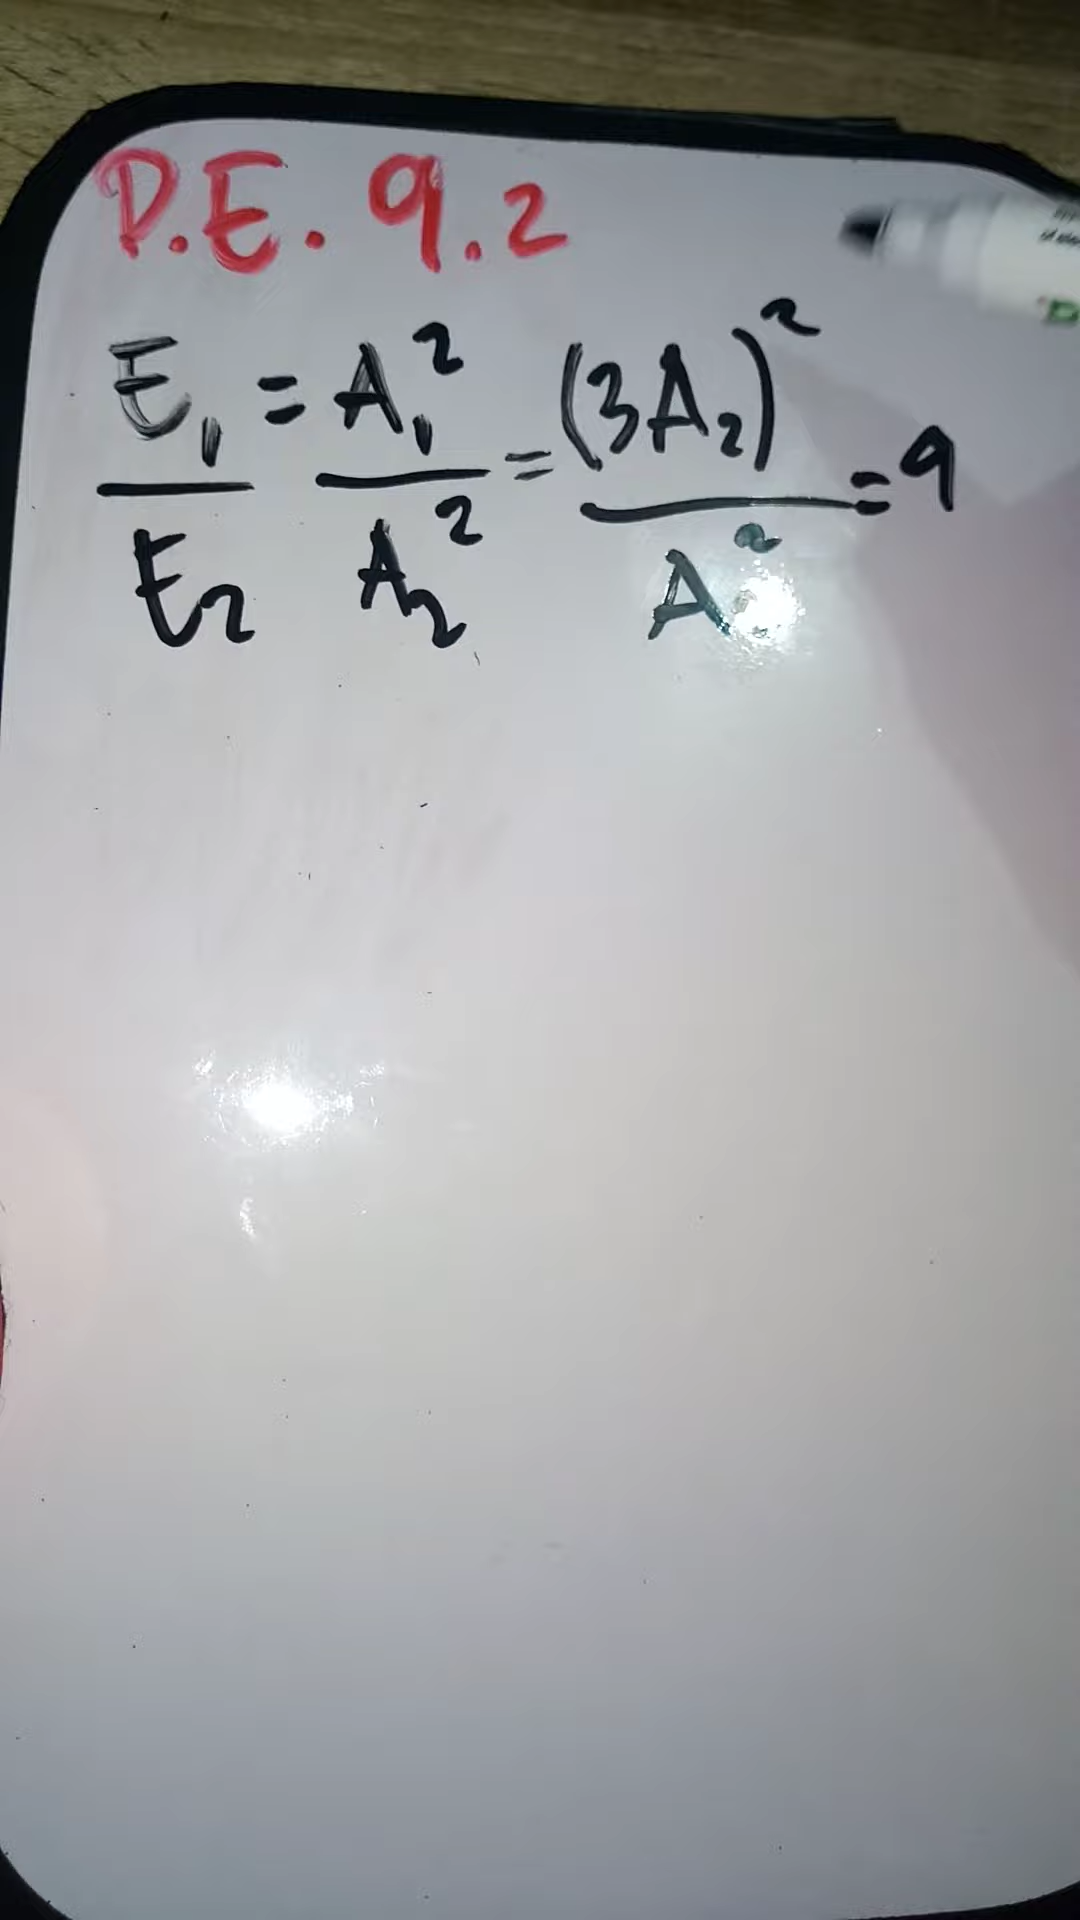 P.E. 9.2
E₁/E₂ = A₁²/A₂² = (3A₂)²/A₂² = 9